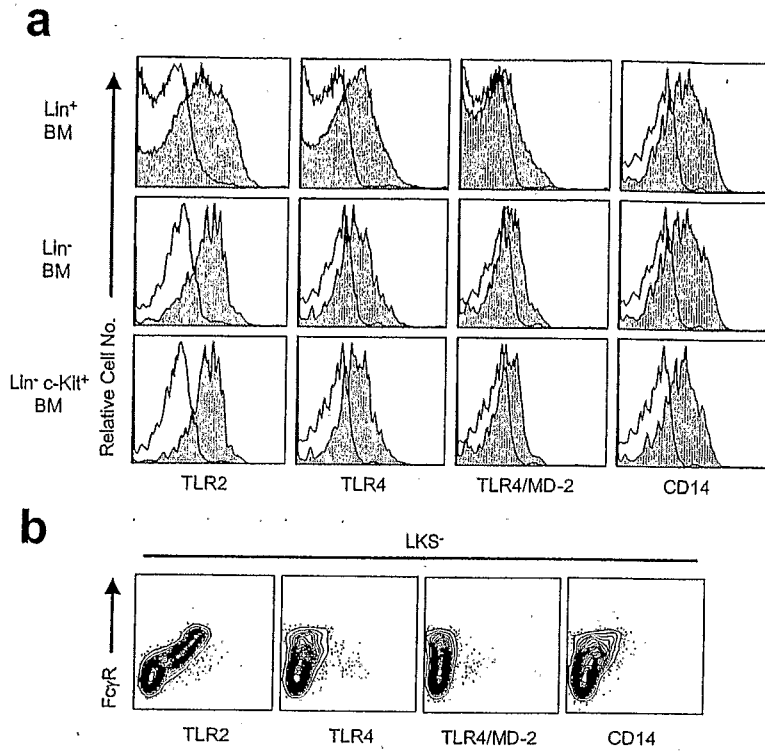 a
Lin+
BM
Lin-
BM
Lin- c-Kit+
BM
Relative Cell No.
TLR2 TLR4 TLR4/MD-2 CD14
b
LKS-
FcγR
TLR2 TLR4 TLR4/MD-2 CD14